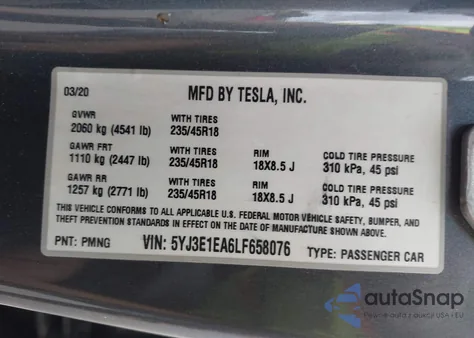 03/20 MFD BY TESLA, INC.
GVWR WITH TIRES
2060 kg (4541 lb) 235/45R18
GAWR FRT WITH TIRES RIM COLD TIRE PRESSURE
1110 kg (2447 lb) 235/45R18 18X8.5 J 310 kPa, 45 psi
GAWR RR WITH TIRES RIM COLD TIRE PRESSURE
1257 kg (2771 lb) 235/45R18 18X8.5 J 310 kPa, 45 psi
THIS VEHICLE CONFORMS TO ALL APPLICABLE U.S. FEDERAL MOTOR VEHICLE SAFETY, BUMPER, AND
THEFT PREVENTION STANDARDS IN EFFECT ON THE DATE OF MANUFACTURE SHOWN ABOVE.
PNT: PMNG VIN: 5YJ3E1EA6LF658076 TYPE: PASSENGER CAR
autoSnap